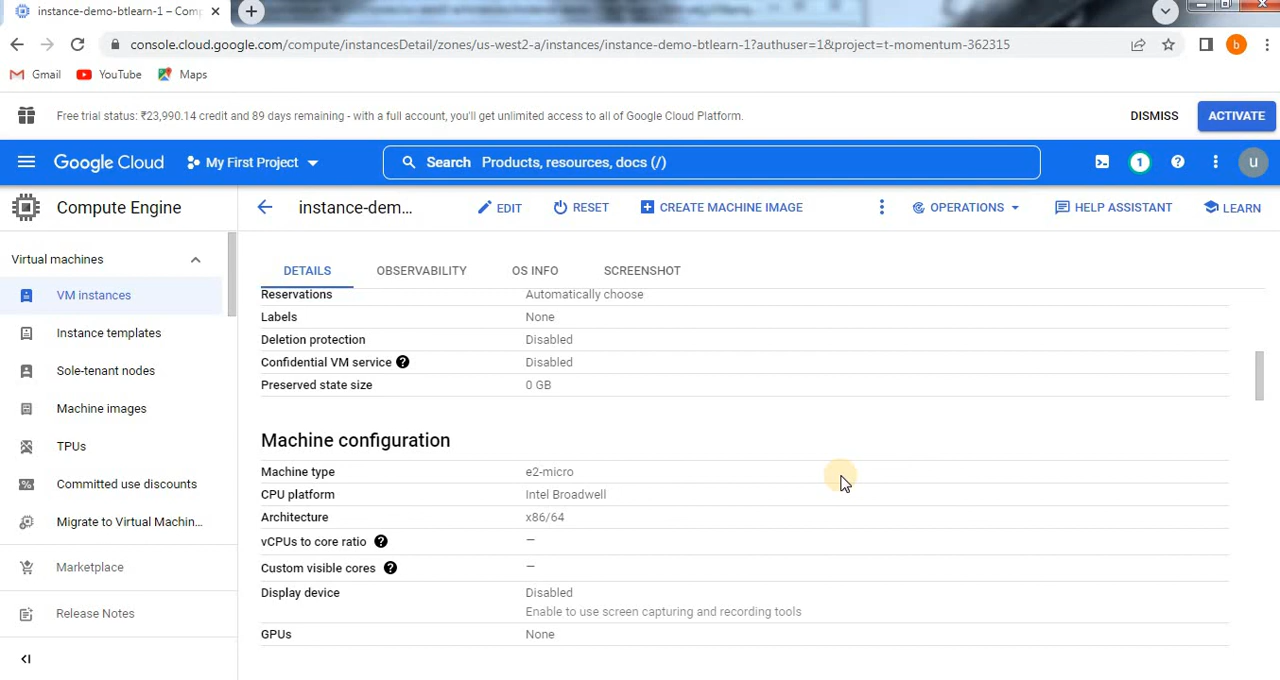 instance-demo-btlearn-1 – Comp
console.cloud.google.com/compute/instancesDetail/zones/us-west2-a/instances/instance-demo-btlearn-1?authuser=1&project=t-momentum-362315
b
Gmail YouTube Maps
Free trial status: ₹23,990.14 credit and 89 days remaining - with a full account, you'll get unlimited access to all of Google Cloud Platform.
DISMISS ACTIVATE
Google Cloud My First Project Search Products, resources, docs (/) 1 u
Compute Engine
instance-dem... EDIT RESET CREATE MACHINE IMAGE OPERATIONS HELP ASSISTANT LEARN
Virtual machines
VM instances
Instance templates
Sole-tenant nodes
Machine images
TPUs
Committed use discounts
Migrate to Virtual Machin...
Marketplace
Release Notes
DETAILS OBSERVABILITY OS INFO SCREENSHOT
Reservations Automatically choose
Labels None
Deletion protection Disabled
Confidential VM service Disabled
Preserved state size 0 GB
Machine configuration
Machine type e2-micro
CPU platform Intel Broadwell
Architecture x86/64
vCPUs to core ratio —
Custom visible cores —
Display device Disabled
Enable to use screen capturing and recording tools
GPUs None